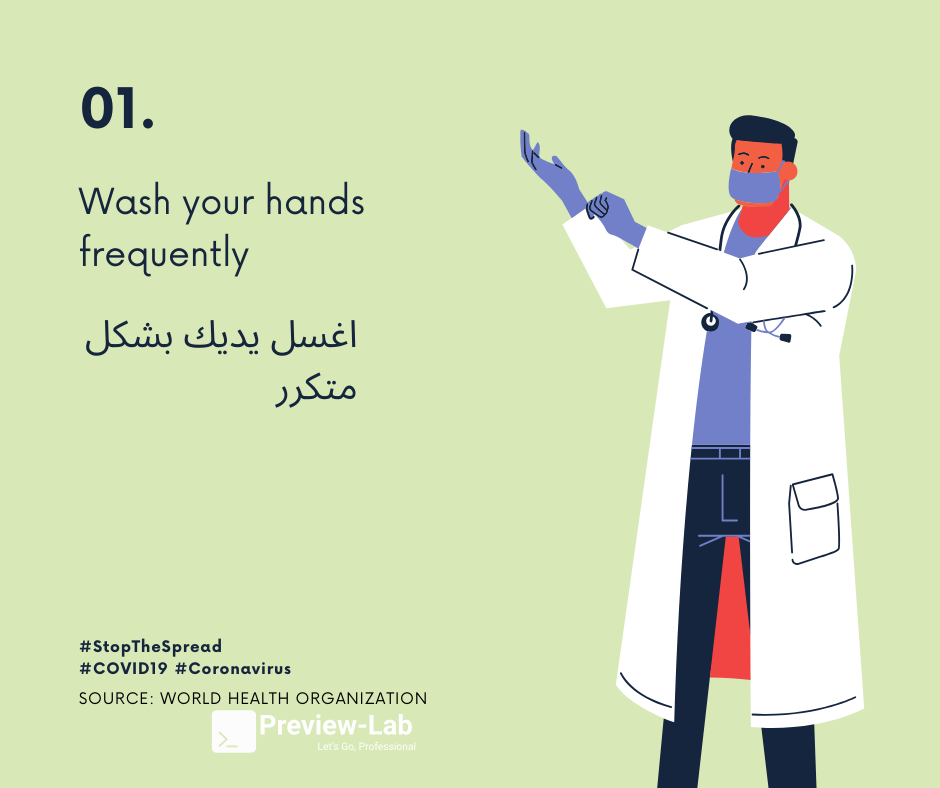 01.
Wash your hands
frequently
اغسل يديك بشكل
متكرر
#StopTheSpread
#COVID19 #Coronavirus
SOURCE: WORLD HEALTH ORGANIZATION
>_ Preview-Lab
Let's Go, Professional